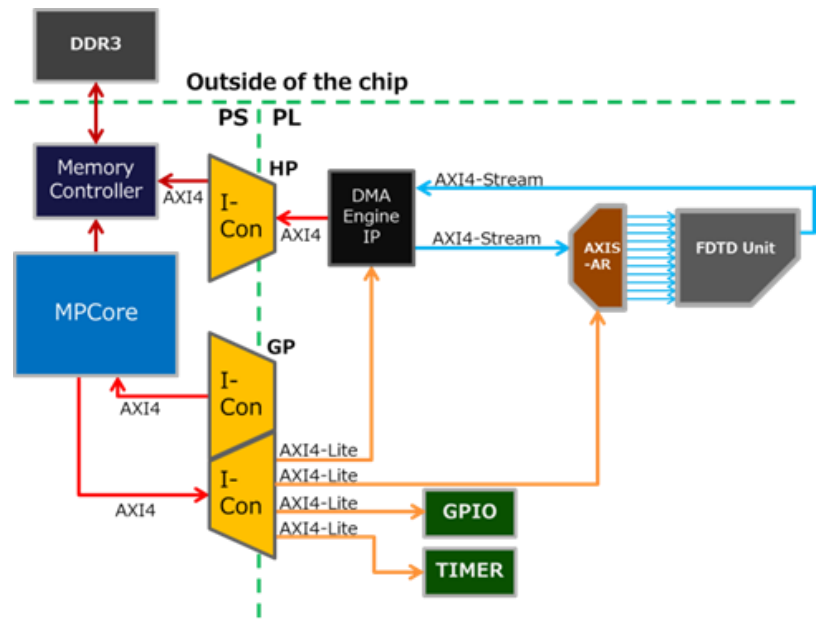 DDR3
Outside of the chip
PS
PL
Memory
Controller
AXI4
I-
Con
HP
AXI4
DMA
Engine
IP
AXI4-Stream
AXI4-Stream
AXIS
-AR
FDTD Unit
MPCore
GP
I-
Con
AXI4
I-
Con
AXI4
AXI4-Lite
AXI4-Lite
AXI4-Lite
AXI4-Lite
GPIO
TIMER